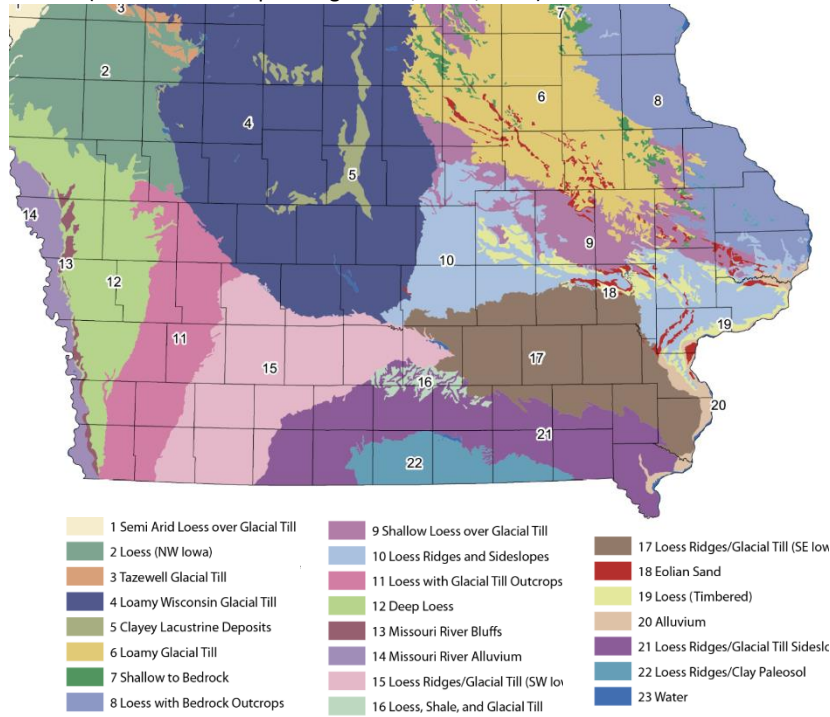 3
7
2
6
8
4
5
14
9
10
13
12
18
19
11
17
15
16
20
21
22
1 Semi Arid Loess over Glacial Till
2 Loess (NW Iowa)
3 Tazewell Glacial Till
4 Loamy Wisconsin Glacial Till
5 Clayey Lacustrine Deposits
6 Loamy Glacial Till
7 Shallow to Bedrock
8 Loess with Bedrock Outcrops
9 Shallow Loess over Glacial Till
10 Loess Ridges and Sideslopes
11 Loess with Glacial Till Outcrops
12 Deep Loess
13 Missouri River Bluffs
14 Missouri River Alluvium
15 Loess Ridges/Glacial Till (SW Iow
16 Loess, Shale, and Glacial Till
17 Loess Ridges/Glacial Till (SE Iow
18 Eolian Sand
19 Loess (Timbered)
20 Alluvium
21 Loess Ridges/Glacial Till Sideslo
22 Loess Ridges/Clay Paleosol
23 Water